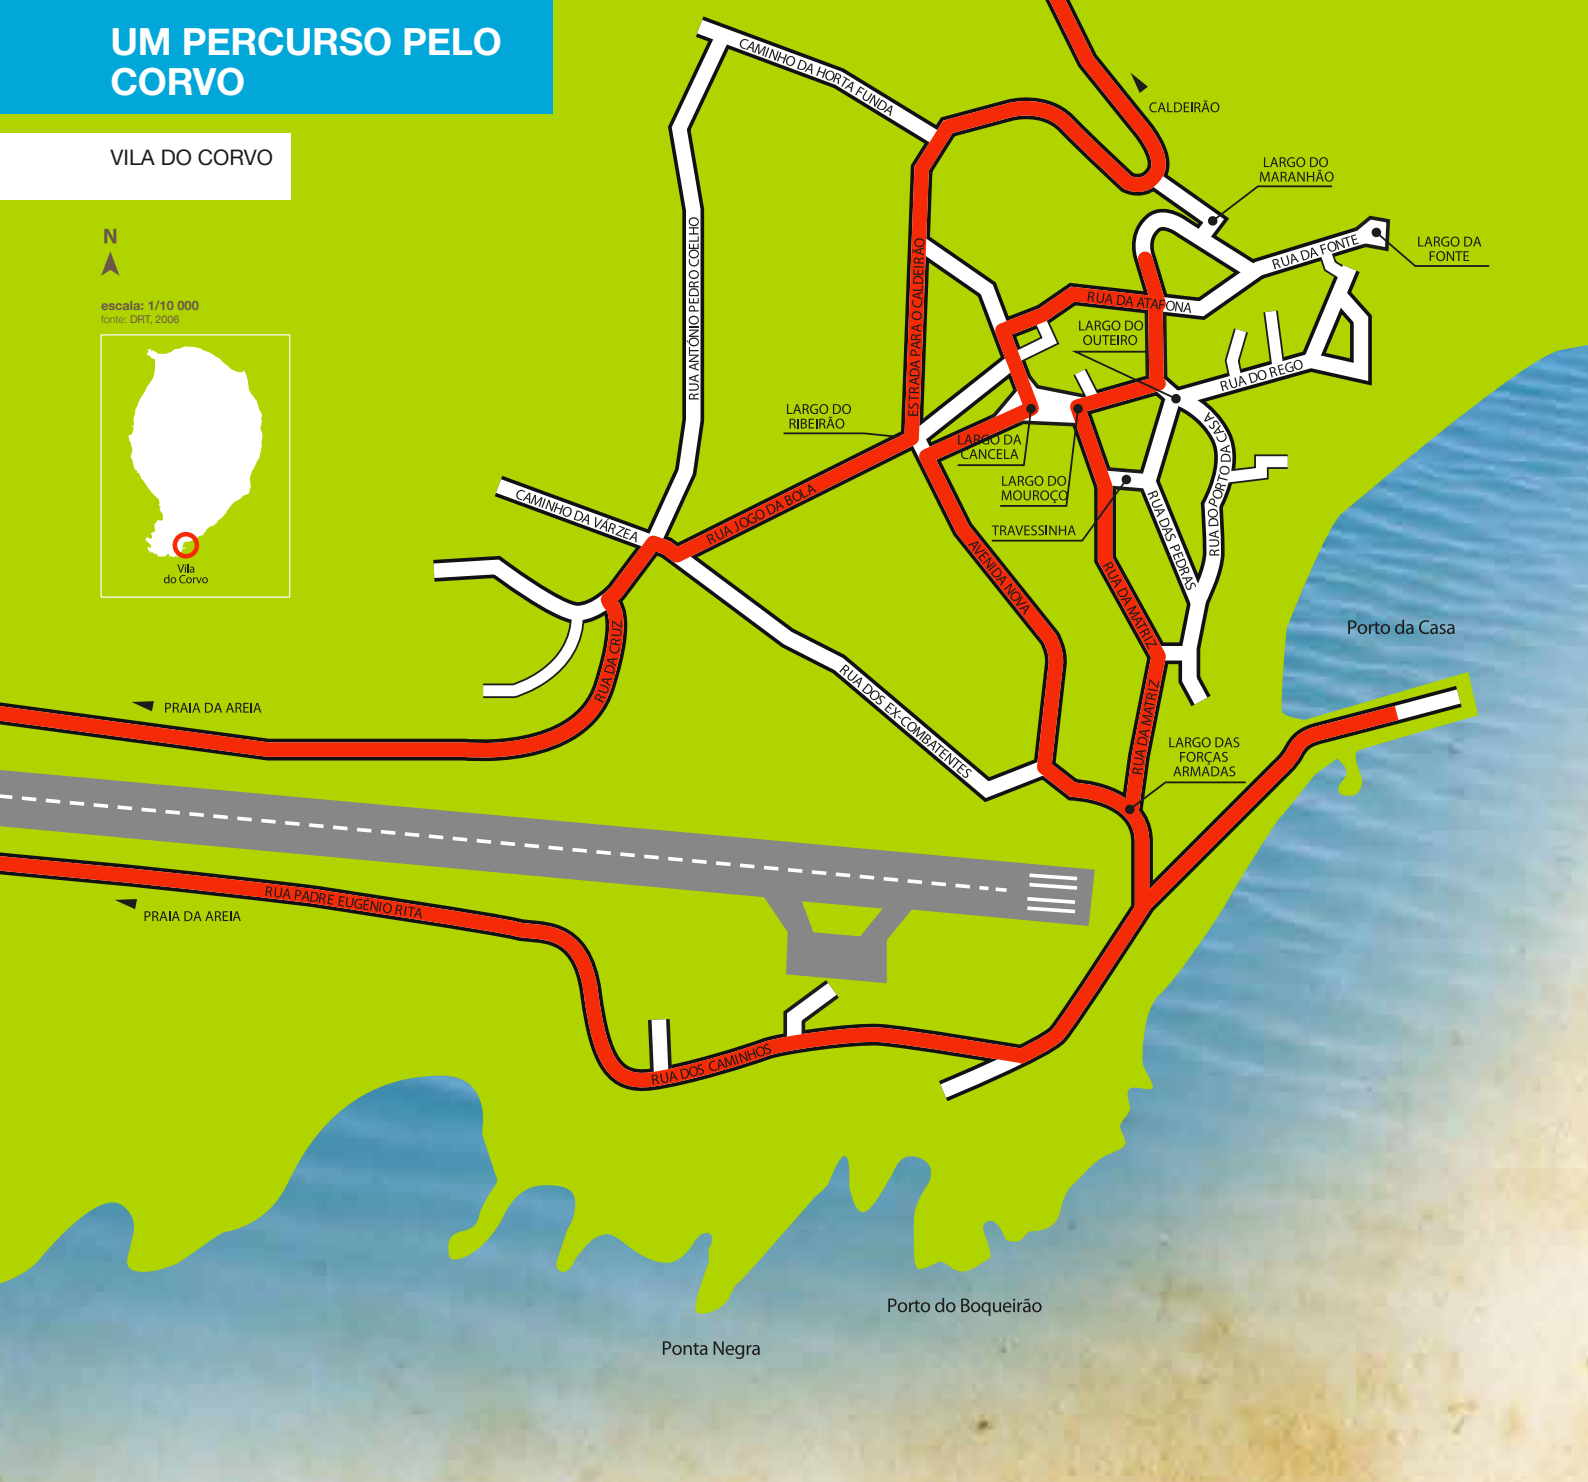 UM PERCURSO PELO
CORVO
VILA DO CORVO
N
escala: 1/10 000
fonte: DRT, 2006
Vila
do Corvo
CAMINHO DA HORTA FUNDA
CALDEIRÃO
LARGO DO
MARANHÃO
RUA DA FONTE
LARGO DA
FONTE
RUA ANTÓNIO PEDRO COELHO
ESTRADA PARA O CALDEIRÃO
RUA DA ATAFONA
LARGO DO
OUTEIRO
RUA DO REGO
LARGO DO
RIBEIRÃO
LARGO DA
CANCELA
RUA DO PORTO DA CASA
LARGO DO
MOUROÇO
TRAVESSINHA
CAMINHO DA VÁRZEA
RUA JOGO DA BOLA
AVENIDA NOVA
RUA DAS PEDRAS
RUA DA MATRIZ
RUA DA CRUZ
Porto da Casa
RUA DOS EX-COMBATENTES
RUA DA MATRIZ
PRAIA DA AREIA
LARGO DAS
FORÇAS
ARMADAS
RUA PADRE EUGÉNIO RITA
PRAIA DA AREIA
RUA DOS CAMINHOS
Porto do Boqueirão
Ponta Negra